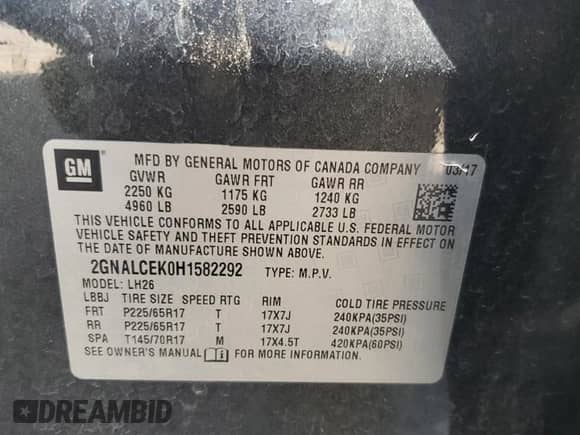 GM
MFD BY GENERAL MOTORS OF CANADA COMPANY 03/17
GVWR GAWR FRT GAWR RR
2250 KG 1175 KG 1240 KG
4960 LB 2590 LB 2733 LB
THIS VEHICLE CONFORMS TO ALL APPLICABLE U.S. FEDERAL MOTOR
VEHICLE SAFETY AND THEFT PREVENTION STANDARDS IN EFFECT ON
THE DATE OF MANUFACTURE SHOWN ABOVE.
2GNALCEK0H1582292 TYPE: M.P.V.
MODEL: LH26
LBBJ TIRE SIZE SPEED RTG RIM COLD TIRE PRESSURE
FRT P225/65R17 T 17X7J 240KPA(35PSI)
RR P225/65R17 T 17X7J 240KPA(35PSI)
SPA T145/70R17 M 17X4.5T 420KPA(60PSI)
SEE OWNER'S MANUAL FOR MORE INFORMATION.
DREAMBID